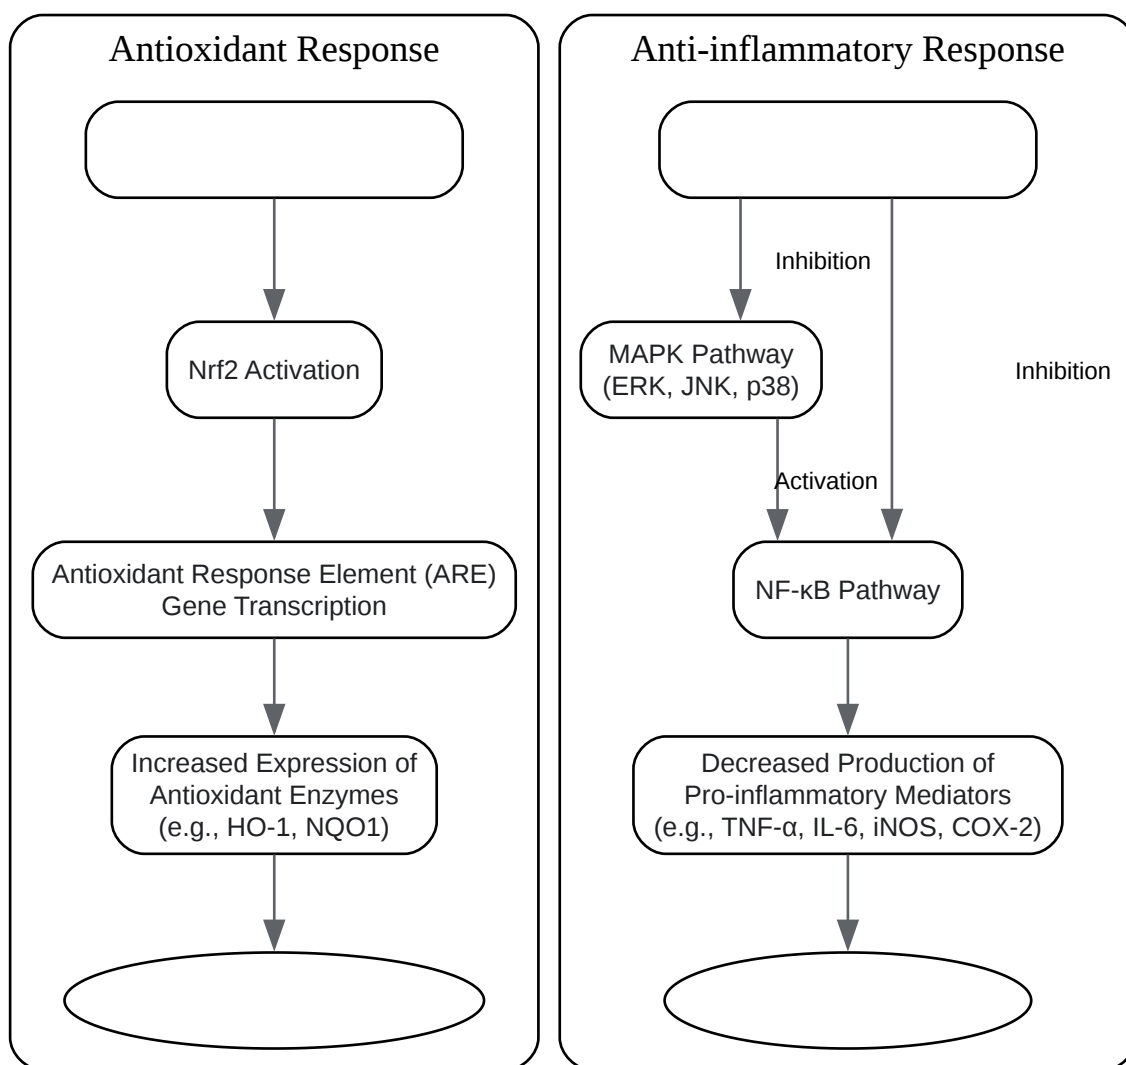 Antioxidant Response
Nrf2 Activation
Antioxidant Response Element (ARE)
Gene Transcription
Increased Expression of
Antioxidant Enzymes
(e.g., HO-1, NQO1)
Anti-inflammatory Response
Inhibition
MAPK Pathway
(ERK, JNK, p38)
Inhibition
Activation
NF-κB Pathway
Decreased Production of
Pro-inflammatory Mediators
(e.g., TNF-α, IL-6, iNOS, COX-2)